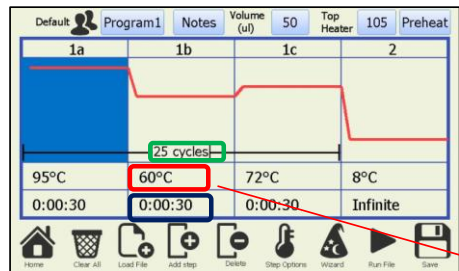 Default Program1 Notes Volume (ul) 50 Top Heater 105 Preheat
1a 1b 1c 2
25 cycles
95°C 60°C 72°C 8°C
0:00:30 0:00:30 0:00:30 Infinite
Home Clear All Load File Add step Delete Step Options Wizard Run File Save